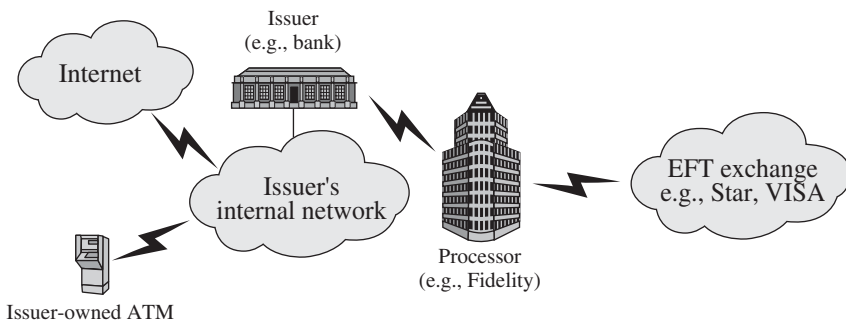 Issuer
(e.g., bank)
Internet
Issuer's
internal network
EFT exchange
e.g., Star, VISA
Processor
(e.g., Fidelity)
Issuer-owned ATM